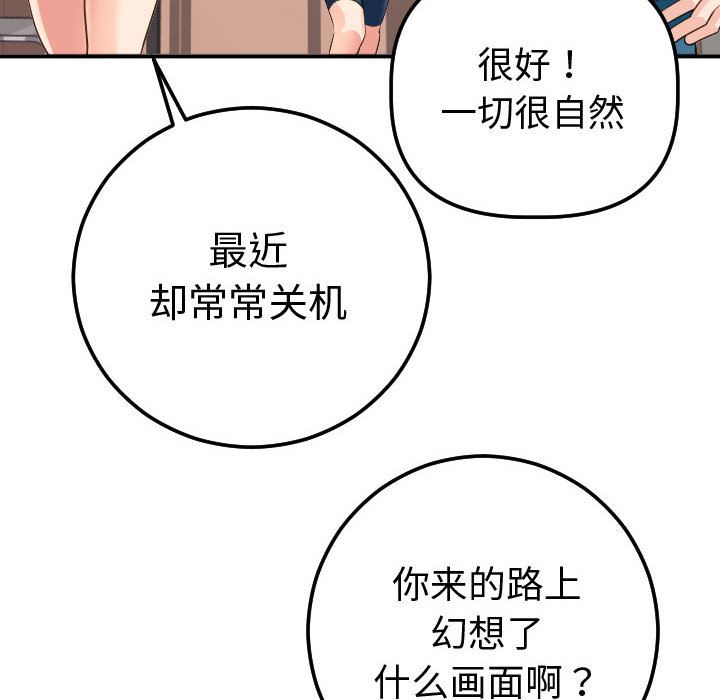 很好！
一切很自然
最近
却常常关机
你来的路上
幻想了
什么画面啊？